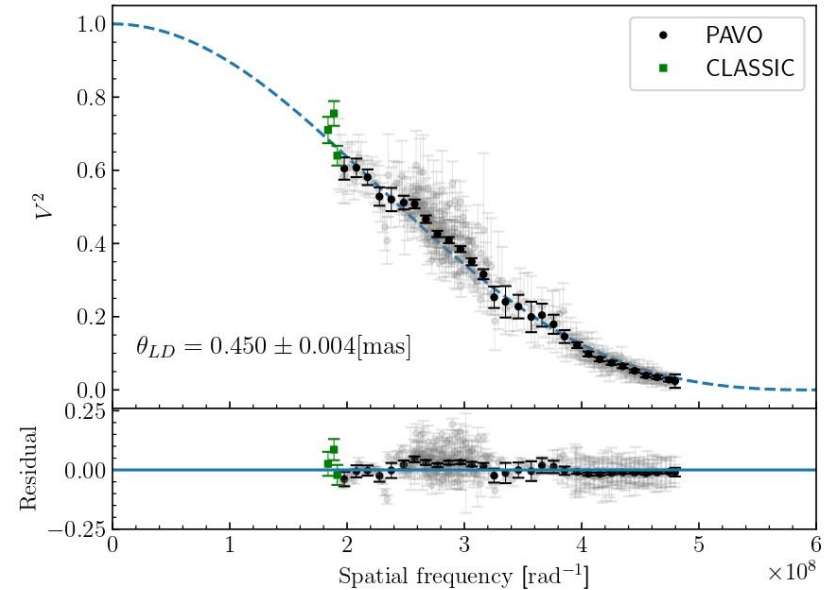 1.0
0.8
0.6
0.4
0.2
0.0
V²
PAVO
CLASSIC
θ_LD = 0.450 ± 0.004[mas]
0.25
0.00
−0.25
Residual
0 1 2 3 4 5 6
×10⁸
Spatial frequency [rad⁻¹]